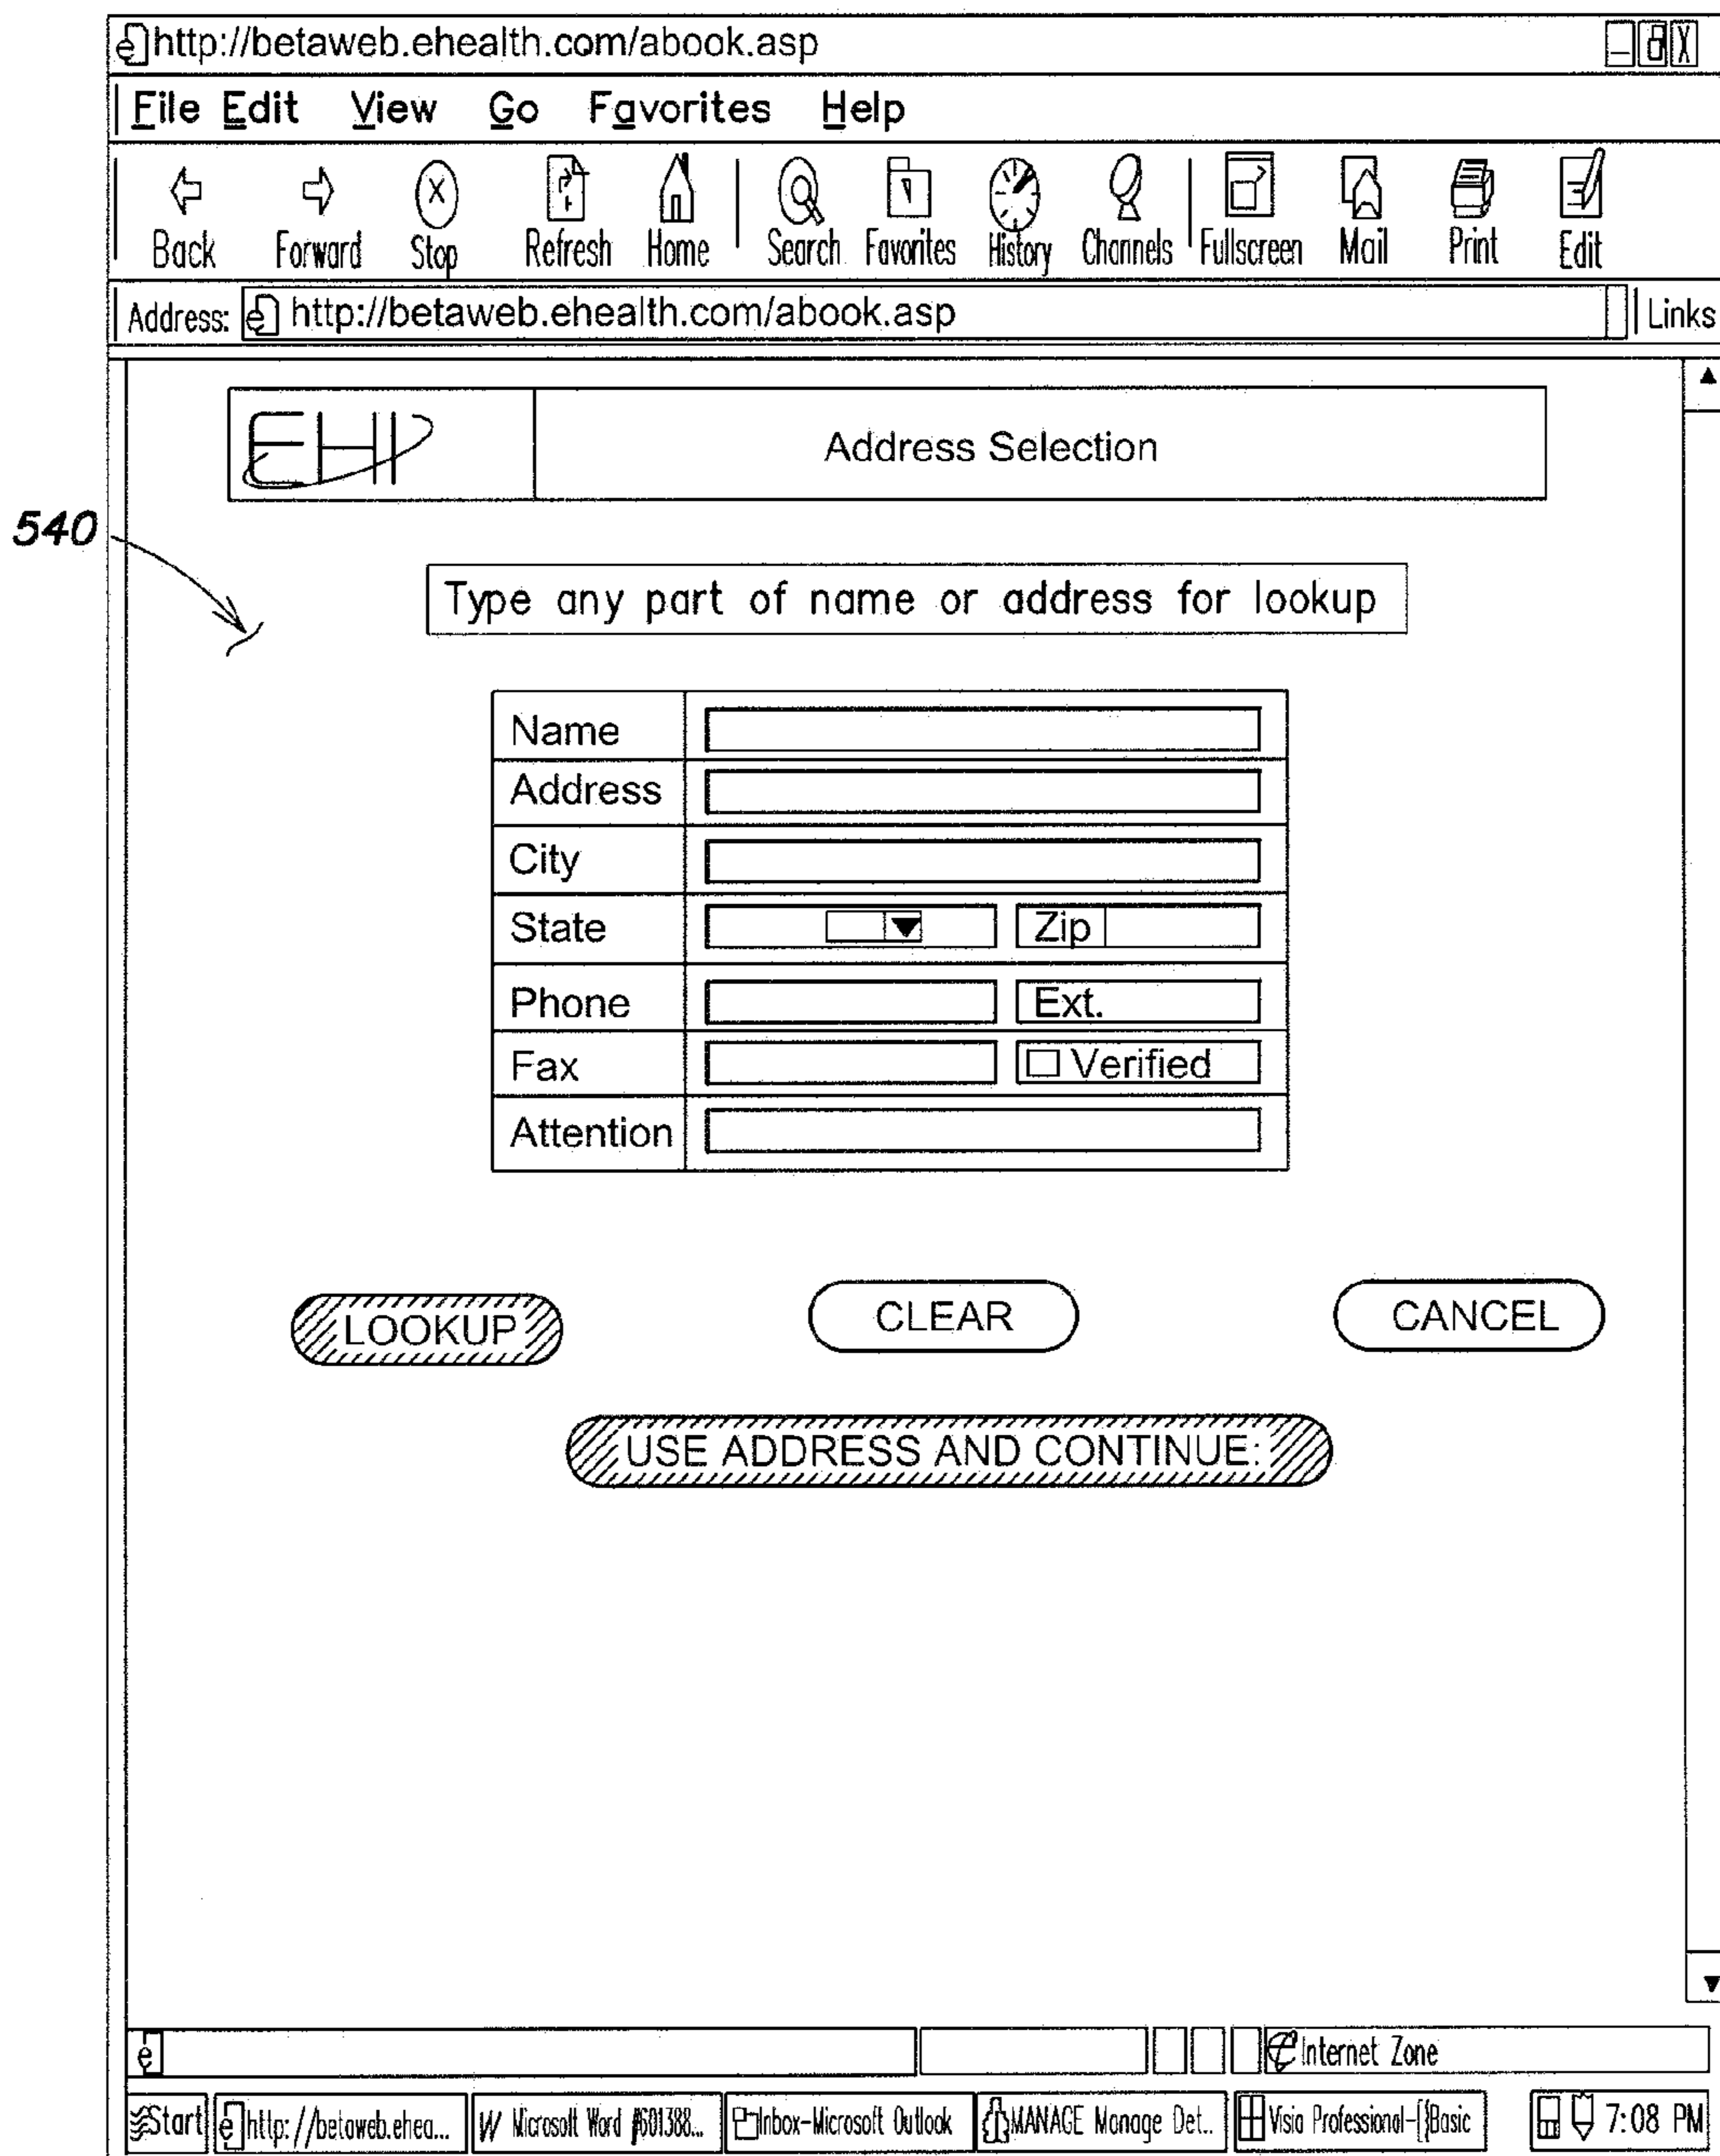 http://betaweb.ehealth.com/abook.asp
File Edit View Go Favorites Help
Back Forward Stop Refresh Home Search Favorites History Channels Fullscreen Mail Print Edit
Address: http://betaweb.ehealth.com/abook.asp Links
EHI Address Selection
540
Type any part of name or address for lookup
Name
Address
City
State Zip
Phone Ext.
Fax Verified
Attention
LOOKUP CLEAR CANCEL
USE ADDRESS AND CONTINUE:
Internet Zone
Start http://betaweb.ehea... W Microsoft Word #601388... Inbox-Microsoft Outlook MANAGE Manage Det.. Visia Professional-[}Basic 7:08 PM